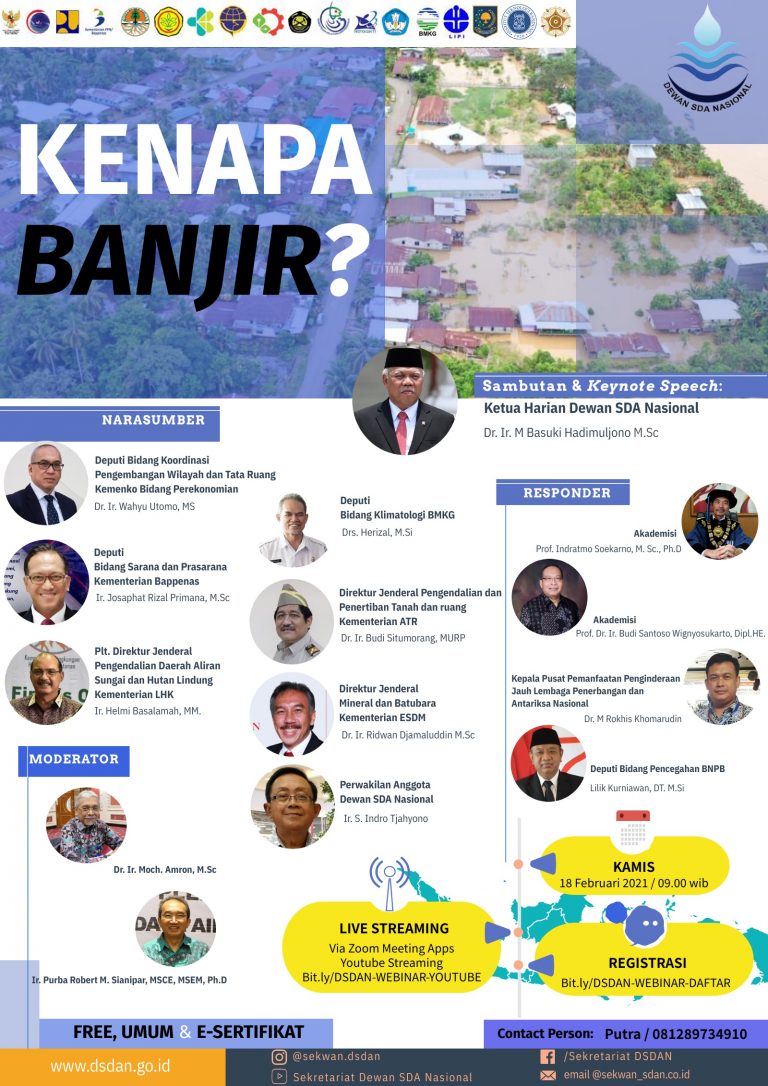 BMKG
LIPI
DEWAN SDA NASIONAL
KENAPA
BANJIR?
Sambutan & Keynote Speech:
Ketua Harian Dewan SDA Nasional
Dr. Ir. M Basuki Hadimuljono M.Sc
NARASUMBER
Deputi Bidang Koordinasi
Pengembangan Wilayah dan Tata Ruang
Kemenko Bidang Perekonomian
Dr. Ir. Wahyu Utomo, MS
Deputi
Bidang Sarana dan Prasarana
Kementerian Bappenas
Ir. Josaphat Rizal Primana, M.Sc
Plt. Direktur Jenderal
Pengendalian Daerah Aliran
Sungai dan Hutan Lindung
Kementerian LHK
Ir. Helmi Basalamah, MM.
Deputi
Bidang Klimatologi BMKG
Drs. Herizal, M.Si
Direktur Jenderal Pengendalian dan
Penertiban Tanah dan ruang
Kementerian ATR
Dr. Ir. Budi Situmorang, MURP
Direktur Jenderal
Mineral dan Batubara
Kementerian ESDM
Dr. Ir. Ridwan Djamaluddin M.Sc
Perwakilan Anggota
Dewan SDA Nasional
Ir. S. Indro Tjahyono
RESPONDER
Akademisi
Prof. Indratmo Soekarno, M. Sc., Ph.D
Akademisi
Prof. Dr. Ir. Budi Santoso Wignyosukarto, Dipl.HE.
Kepala Pusat Pemanfaatan Penginderaan
Jauh Lembaga Penerbangan dan
Antariksa Nasional
Dr. M Rokhis Khomarudin
Deputi Bidang Pencegahan BNPB
Lilik Kurniawan, DT. M.Si
MODERATOR
Dr. Ir. Moch. Amron, M.Sc
Ir. Purba Robert M. Sianipar, MSCE, MSEM, Ph.D
KAMIS
18 Februari 2021 / 09.00 wib
LIVE STREAMING
Via Zoom Meeting Apps
Youtube Streaming
Bit.ly/DSDAN-WEBINAR-YOUTUBE
REGISTRASI
Bit.ly/DSDAN-WEBINAR-DAFTAR
FREE, UMUM & E-SERTIFIKAT
Contact Person: Putra / 081289734910
www.dsdan.go.id
@sekwan.dsdan
Sekretariat Dewan SDA Nasional
/Sekretariat DSDAN
email @sekwan_sdan.co.id